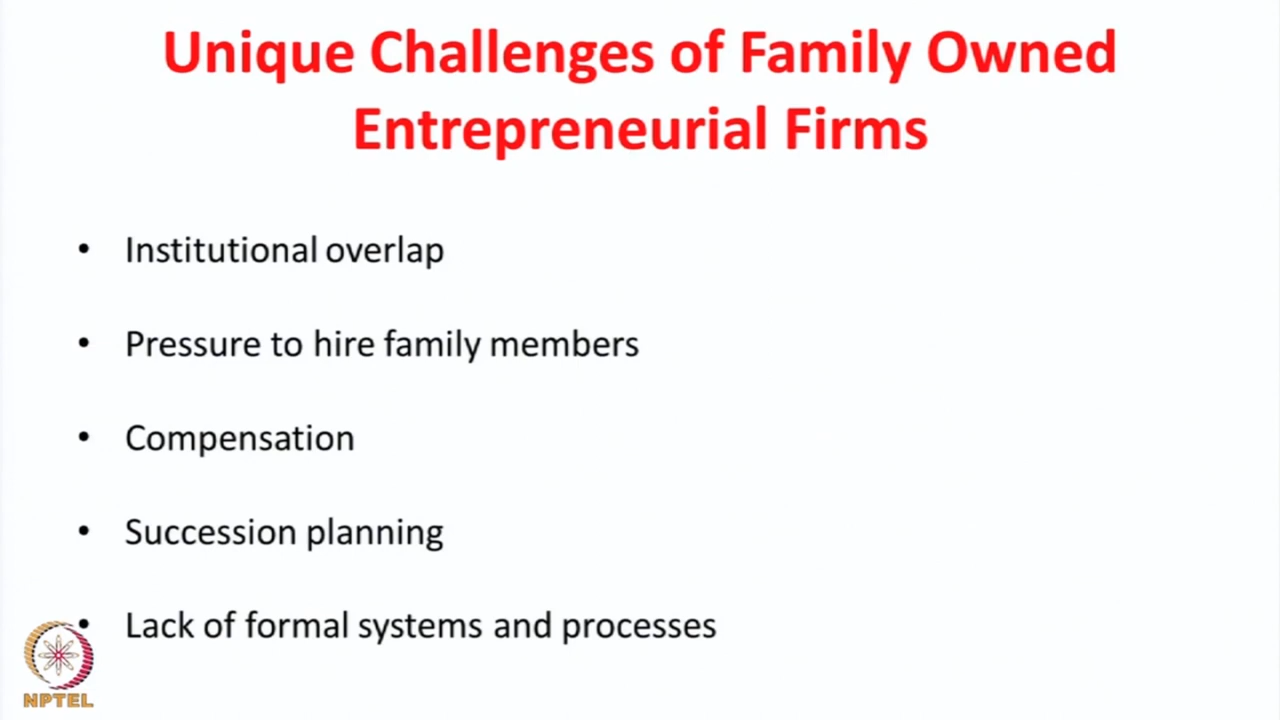 Unique Challenges of Family Owned
Entrepreneurial Firms
• Institutional overlap
• Pressure to hire family members
• Compensation
• Succession planning
• Lack of formal systems and processes
NPTEL